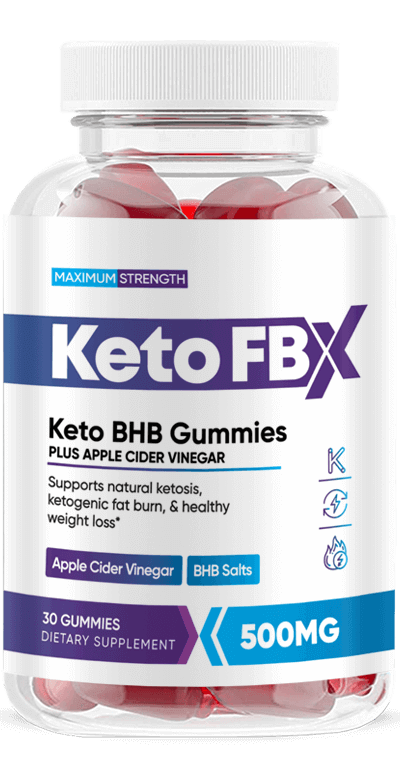 MAXIMUM STRENGTH
Keto FBX
Keto BHB Gummies
PLUS APPLE CIDER VINEGAR
Supports natural ketosis,
ketogenic fat burn, & healthy
weight loss*
K
Apple Cider Vinegar BHB Salts
30 GUMMIES
DIETARY SUPPLEMENT
500MG